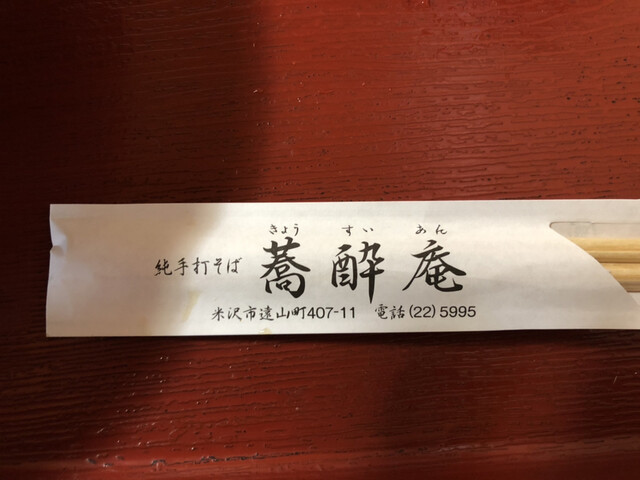 きょう すい あん
純手打そば 蕎酔庵
米沢市遠山町407-11 電話(22)5995